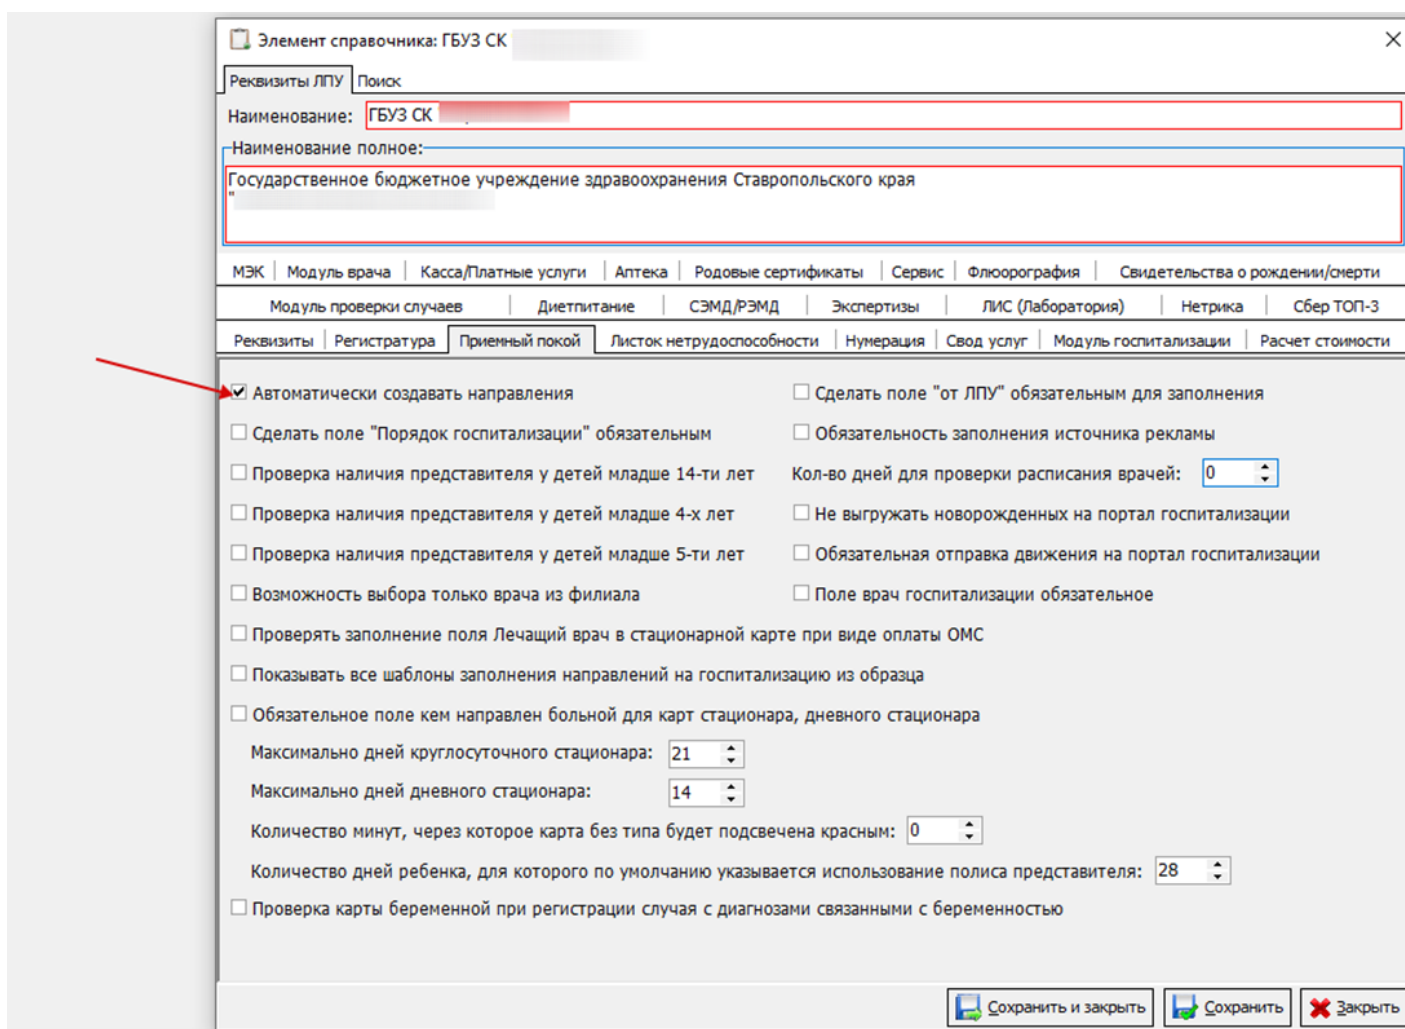 Элемент справочника: ГБУЗ СК
Реквизиты ЛПУ Поиск
Наименование: ГБУЗ СК
Наименование полное:
Государственное бюджетное учреждение здравоохранения Ставропольского края
"
МЭК Модуль врача Касса/Платные услуги Аптека Родовые сертификаты Сервис Флюорография Свидетельства о рождении/смерти
Модуль проверки случаев Диетпитание СЭМД/РЭМД Экспертизы ЛИС (Лаборатория) Нетрика Сбер ТОП-3
Реквизиты Регистратура Приемный покой Листок нетрудоспособности Нумерация Свод услуг Модуль госпитализации Расчет стоимости
Автоматически создавать направления Сделать поле "от ЛПУ" обязательным для заполнения
Сделать поле "Порядок госпитализации" обязательным Обязательность заполнения источника рекламы
Проверка наличия представителя у детей младше 14-ти лет Кол-во дней для проверки расписания врачей: 0
Проверка наличия представителя у детей младше 4-х лет Не выгружать новорожденных на портал госпитализации
Проверка наличия представителя у детей младше 5-ти лет Обязательная отправка движения на портал госпитализации
Возможность выбора только врача из филиала Поле врач госпитализации обязательное
Проверять заполнение поля Лечащий врач в стационарной карте при виде оплаты ОМС
Показывать все шаблоны заполнения направлений на госпитализацию из образца
Обязательное поле кем направлен больной для карт стационара, дневного стационара
Максимально дней круглосуточного стационара: 21
Максимально дней дневного стационара: 14
Количество минут, через которое карта без типа будет подсвечена красным: 0
Количество дней ребенка, для которого по умолчанию указывается использование полиса представителя: 28
Проверка карты беременной при регистрации случая с диагнозами связанными с беременностью
Сохранить и закрыть Сохранить Закрыть